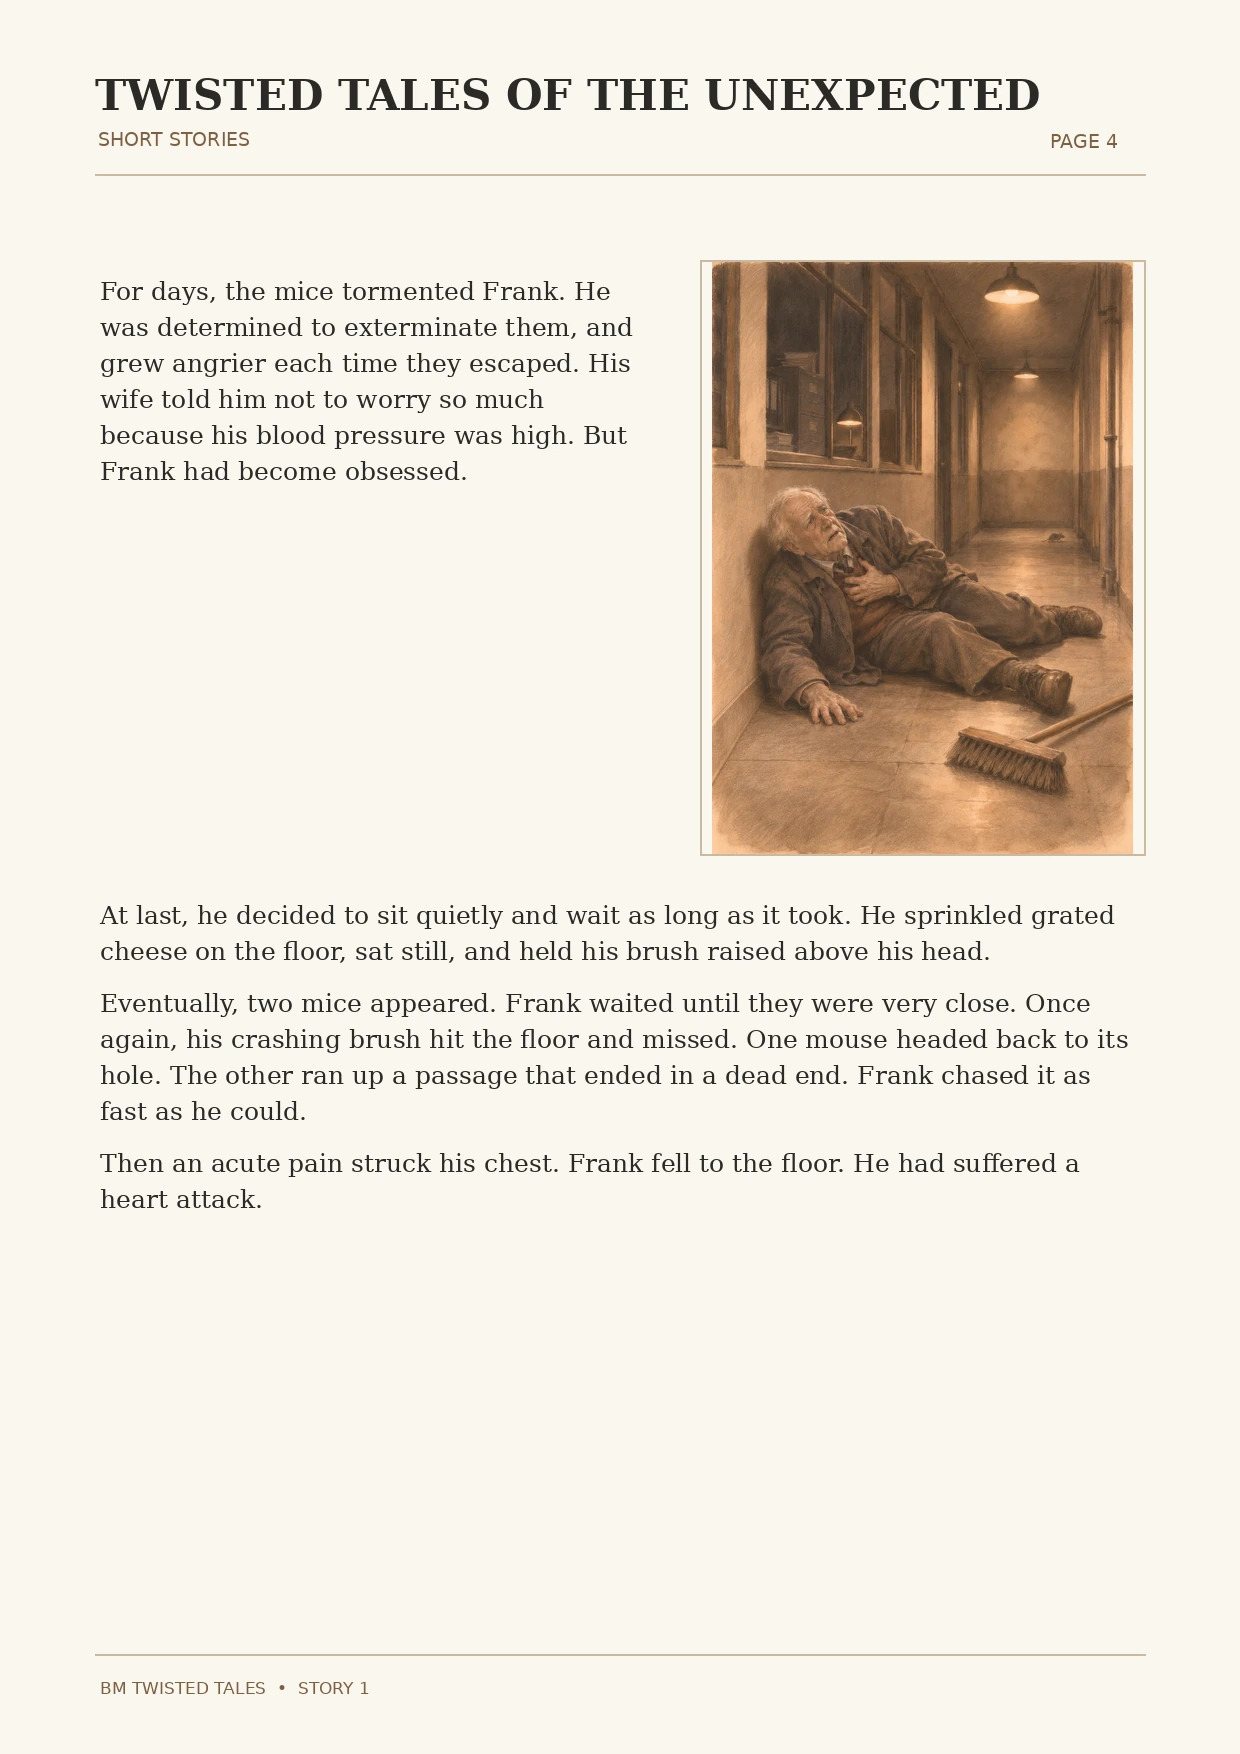 TWISTED TALES OF THE UNEXPECTED
SHORT STORIES
PAGE 4
For days, the mice tormented Frank. He
was determined to exterminate them, and
grew angrier each time they escaped. His
wife told him not to worry so much
because his blood pressure was high. But
Frank had become obsessed.
At last, he decided to sit quietly and wait as long as it took. He sprinkled grated
cheese on the floor, sat still, and held his brush raised above his head.
Eventually, two mice appeared. Frank waited until they were very close. Once
again, his crashing brush hit the floor and missed. One mouse headed back to its
hole. The other ran up a passage that ended in a dead end. Frank chased it as
fast as he could.
Then an acute pain struck his chest. Frank fell to the floor. He had suffered a
heart attack.
BM TWISTED TALES • STORY 1